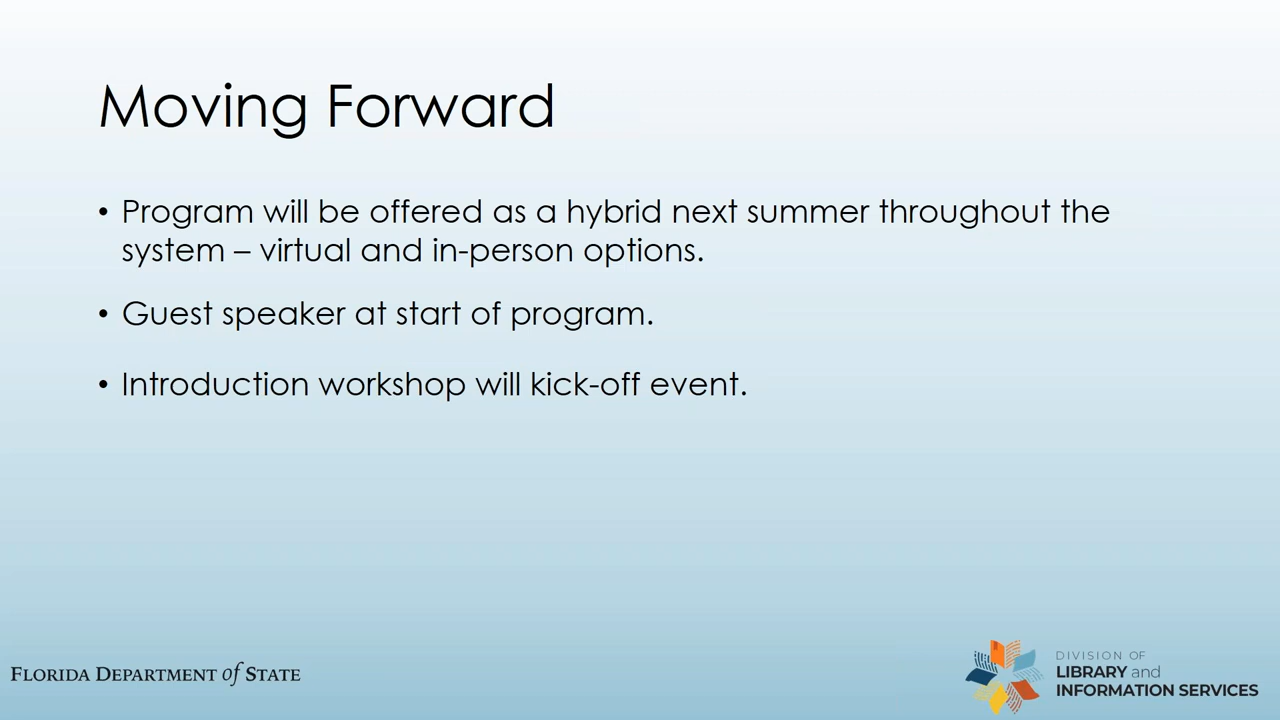 Moving Forward
• Program will be offered as a hybrid next summer throughout the
system – virtual and in-person options.
• Guest speaker at start of program.
• Introduction workshop will kick-off event.
FLORIDA DEPARTMENT of STATE
DIVISION OF
LIBRARY and
INFORMATION SERVICES